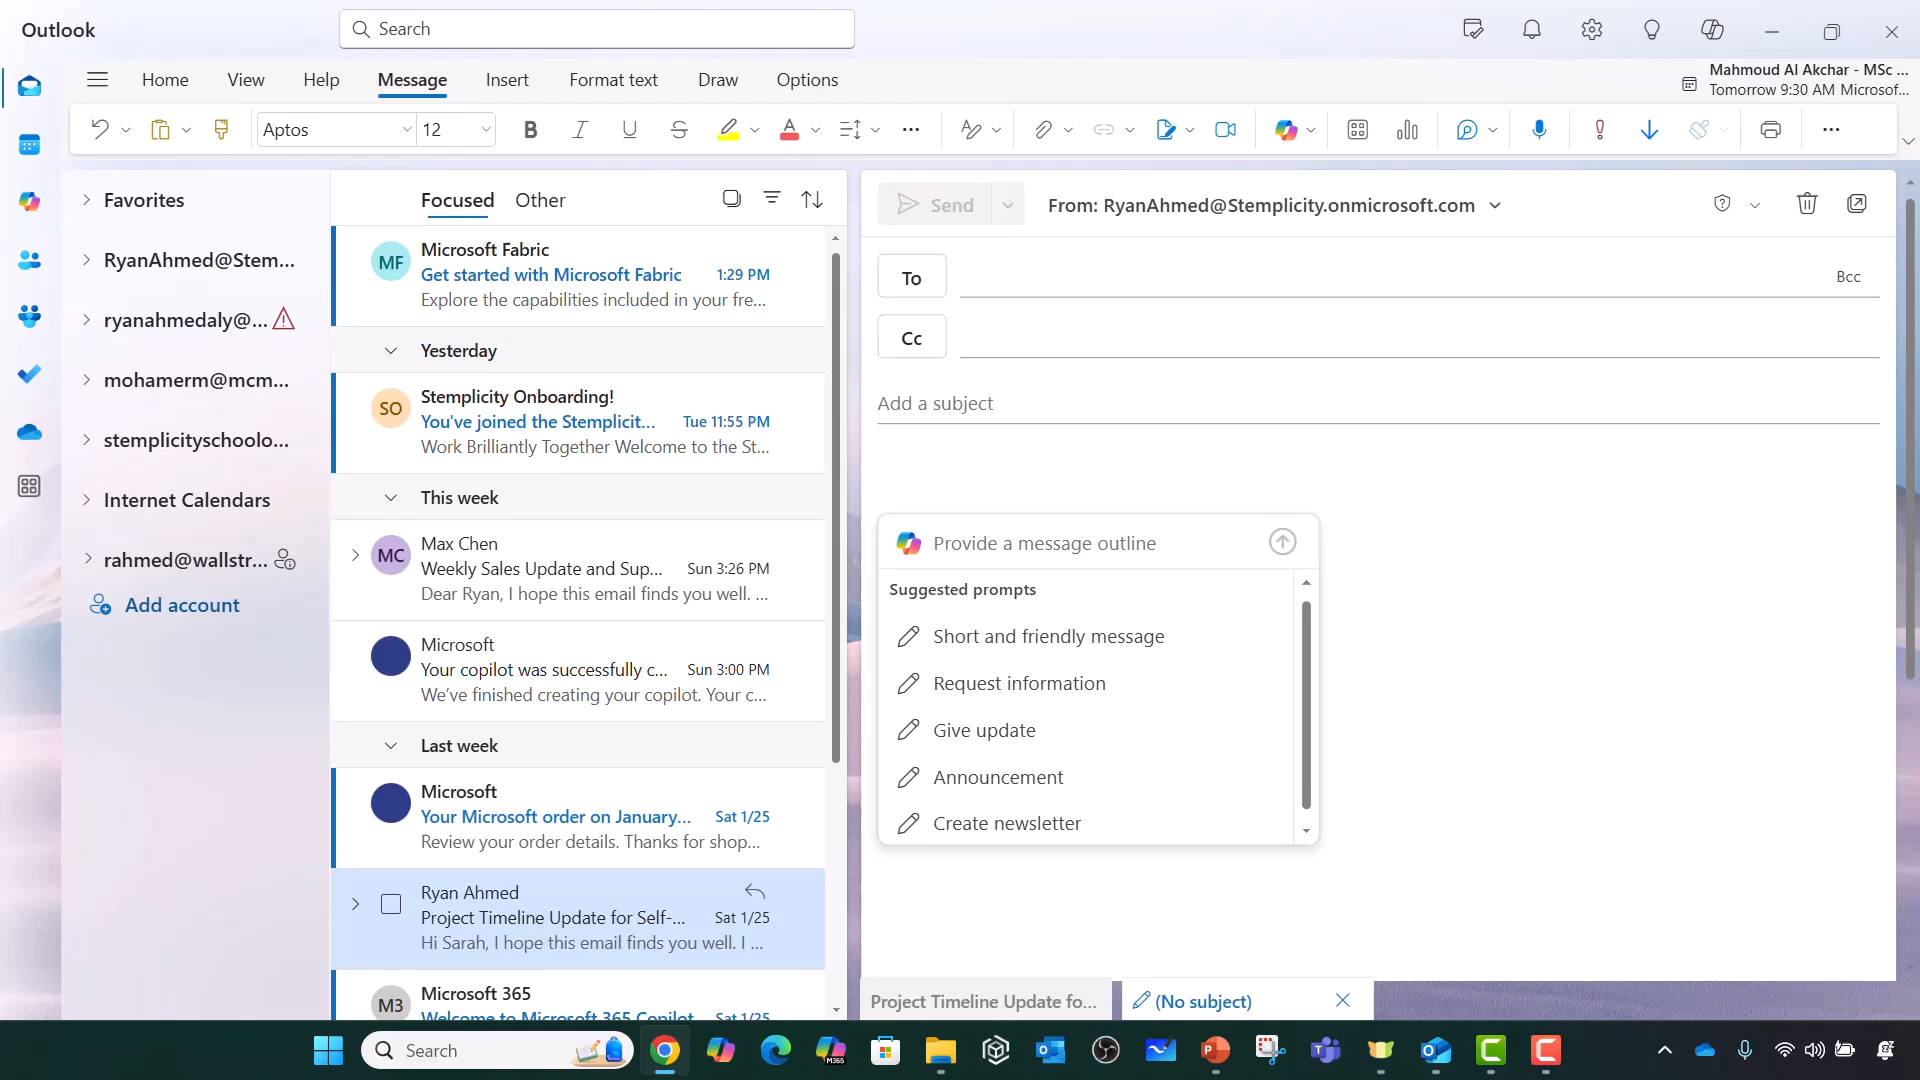 Outlook
Search
Home
View
Help
Message
Insert
Format text
Draw
Options
Mahmoud Al Akchar - MSc ...
Tomorrow 9:30 AM Microsof...
Aptos
12
B
I
U
S
A
Favorites
RyanAhmed@Stem...
ryanahmedaly@...
mohamerm@mcm...
stemplicityschoolo...
Internet Calendars
rahmed@wallstr...
Add account
Focused
Other
MF
Microsoft Fabric
Get started with Microsoft Fabric 1:29 PM
Explore the capabilities included in your fre...
Yesterday
SO
Stemplicity Onboarding!
You've joined the Stemplicit... Tue 11:55 PM
Work Brilliantly Together Welcome to the St...
This week
MC
Max Chen
Weekly Sales Update and Sup... Sun 3:26 PM
Dear Ryan, I hope this email finds you well. ...
Microsoft
Your copilot was successfully c... Sun 3:00 PM
We've finished creating your copilot. Your c...
Last week
Microsoft
Your Microsoft order on January... Sat 1/25
Review your order details. Thanks for shop...
Ryan Ahmed
Project Timeline Update for Self-... Sat 1/25
Hi Sarah, I hope this email finds you well. I ...
M3
Microsoft 365
Welcome to Microsoft 365 Copilot Sat 1/25
Send
From: RyanAhmed@Stemplicity.onmicrosoft.com
To
Bcc
Cc
Add a subject
Provide a message outline
Suggested prompts
Short and friendly message
Request information
Give update
Announcement
Create newsletter
Project Timeline Update fo...
(No subject)
Search
M365